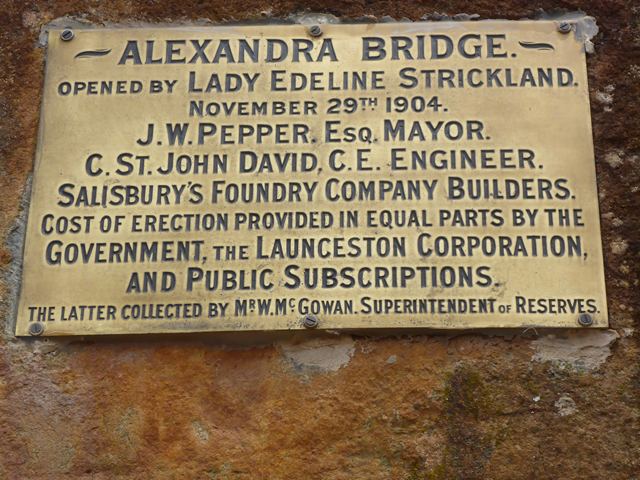 ALEXANDRA BRIDGE.
OPENED BY LADY EDELINE STRICKLAND.
NOVEMBER 29TH 1904.
J.W. PEPPER, ESQ. MAYOR.
C. ST. JOHN DAVID, C.E. ENGINEER.
SALISBURY'S FOUNDRY COMPANY BUILDERS.
COST OF ERECTION PROVIDED IN EQUAL PARTS BY THE
GOVERNMENT, THE LAUNCESTON CORPORATION,
AND PUBLIC SUBSCRIPTIONS.
THE LATTER COLLECTED BY MR W. MCGOWAN. SUPERINTENDENT OF RESERVES.